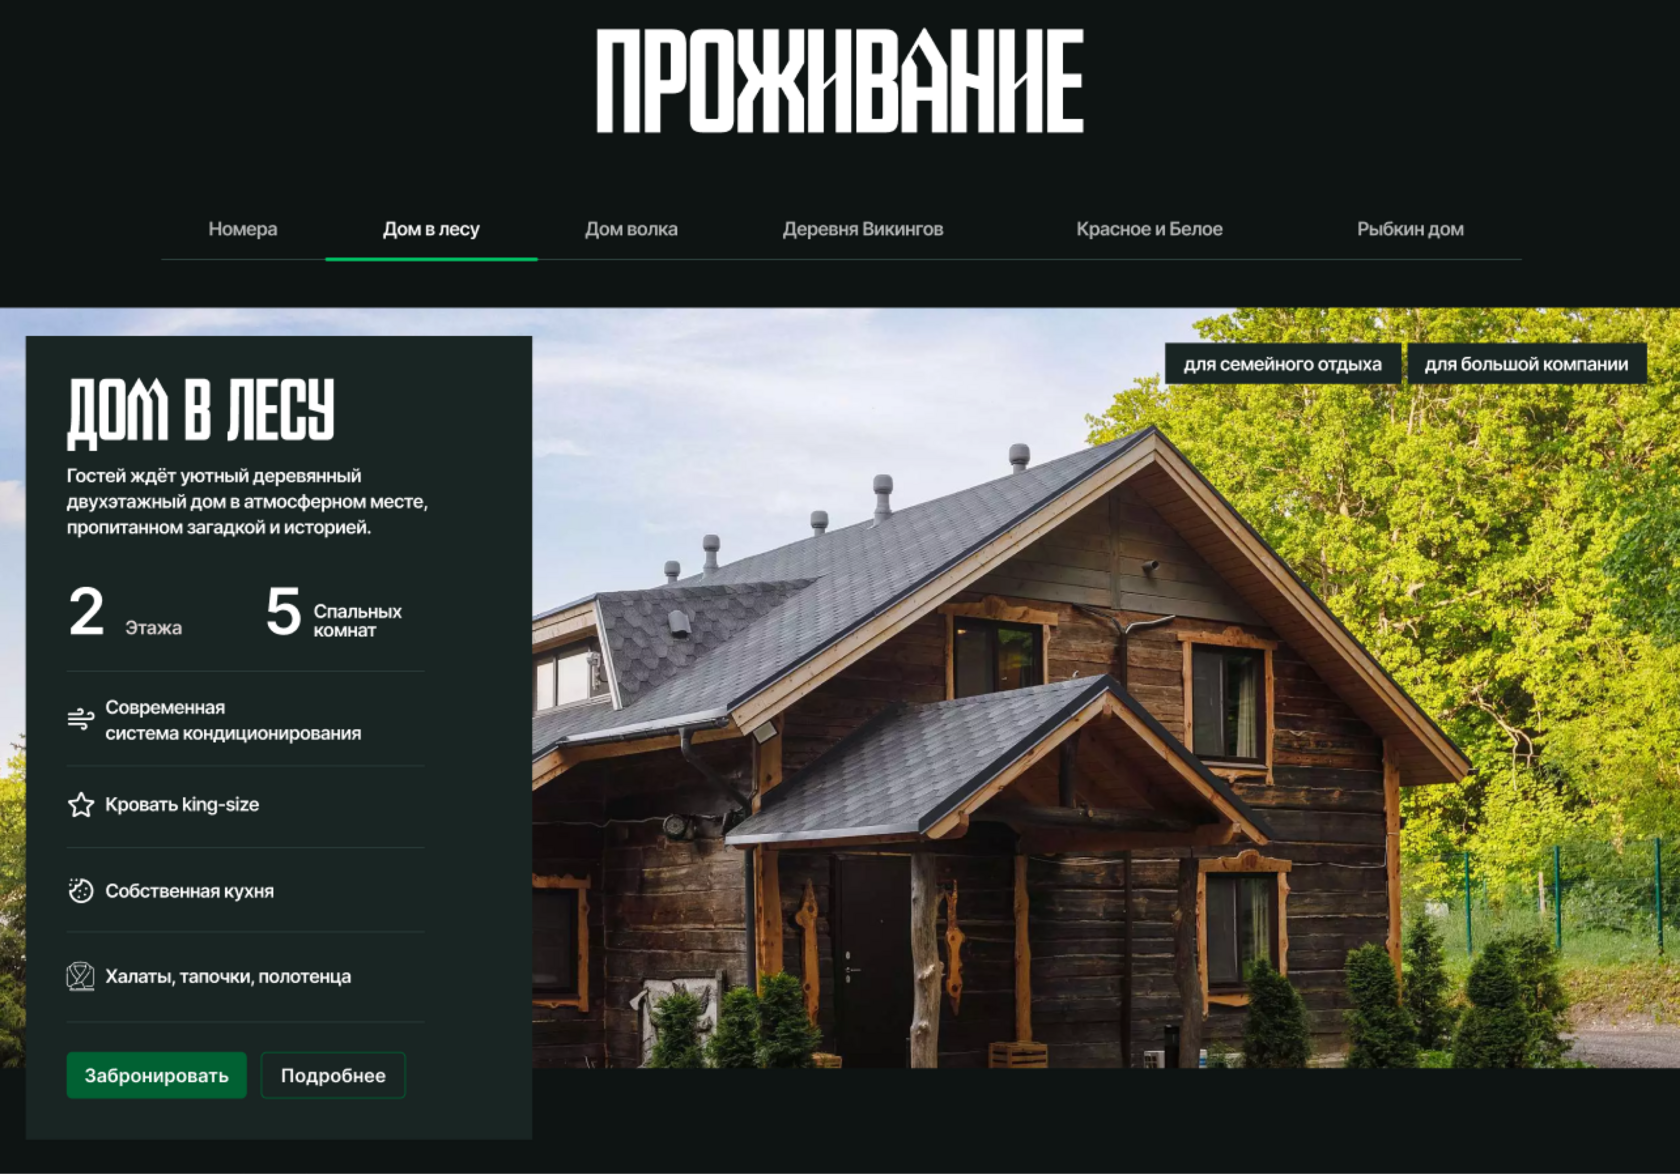 ПРОЖИВАНИЕ
Номера
Дом в лесу
Дом волка
Деревня Викингов
Красное и Белое
Рыбкин дом
для семейного отдыха
для большой компании
ДОМ В ЛЕСУ
Гостей ждёт уютный деревянный
двухэтажный дом в атмосферном месте,
пропитанном загадкой и историей.
2 Этажа
5 Спальных
комнат
Современная
система кондиционирования
Кровать king-size
Собственная кухня
Халаты, тапочки, полотенца
Забронировать
Подробнее